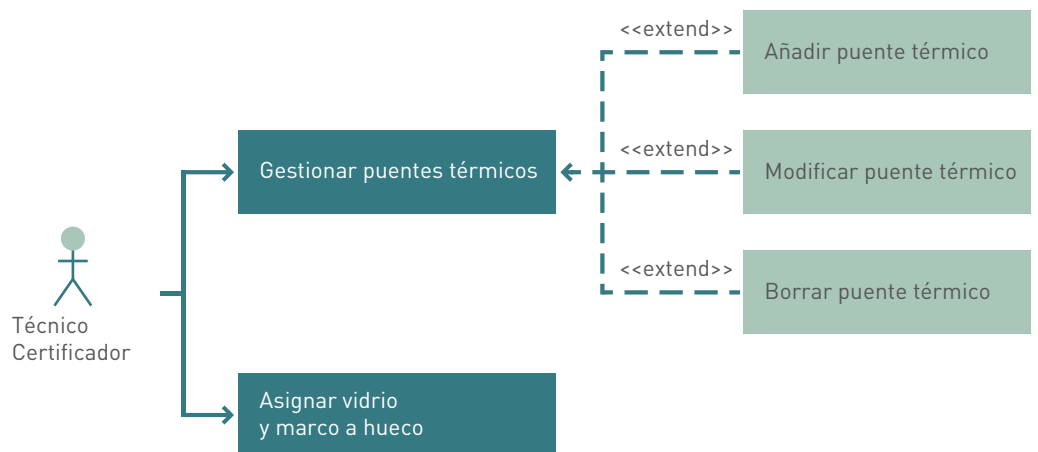 <<extend>>
Añadir puente térmico
<<extend>>
Gestionar puentes térmicos
Modificar puente térmico
<<extend>>
Borrar puente térmico
Técnico
Certificador
Asignar vidrio
y marco a hueco